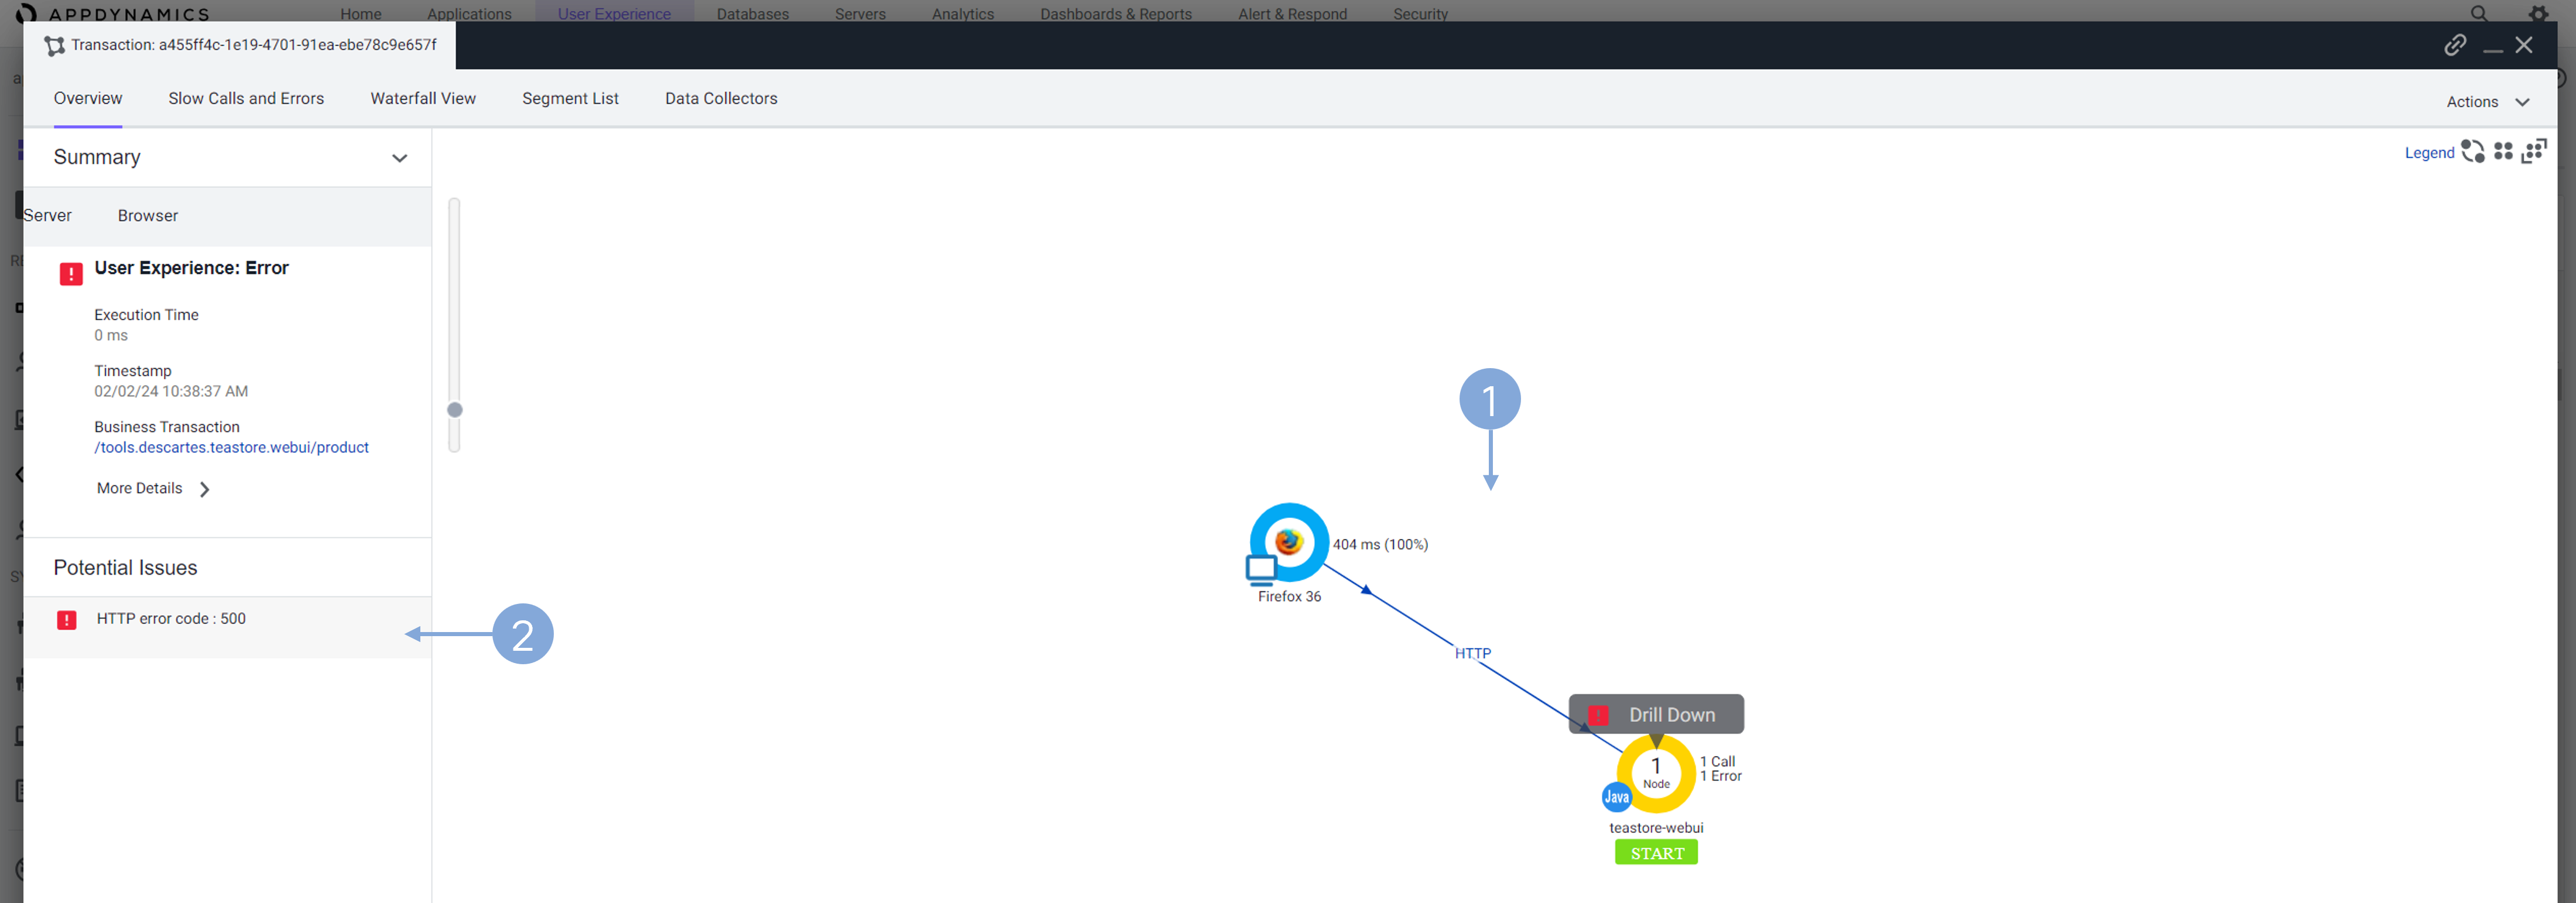 APPDYNAMICS
Home Applications User Experience Databases Servers Analytics Dashboards & Reports Alert & Respond Security
Transaction: a455ff4c-1e19-4701-91ea-ebe78c9e657f
Overview Slow Calls and Errors Waterfall View Segment List Data Collectors
Actions
Summary
Legend
Server Browser
User Experience: Error
Execution Time
0 ms
Timestamp
02/02/24 10:38:37 AM
Business Transaction
/tools.descartes.teastore.webui/product
More Details
Potential Issues
HTTP error code : 500
2
1
404 ms (100%)
Firefox 36
HTTP
Drill Down
1
Node
1 Call
1 Error
Java
teastore-webui
START